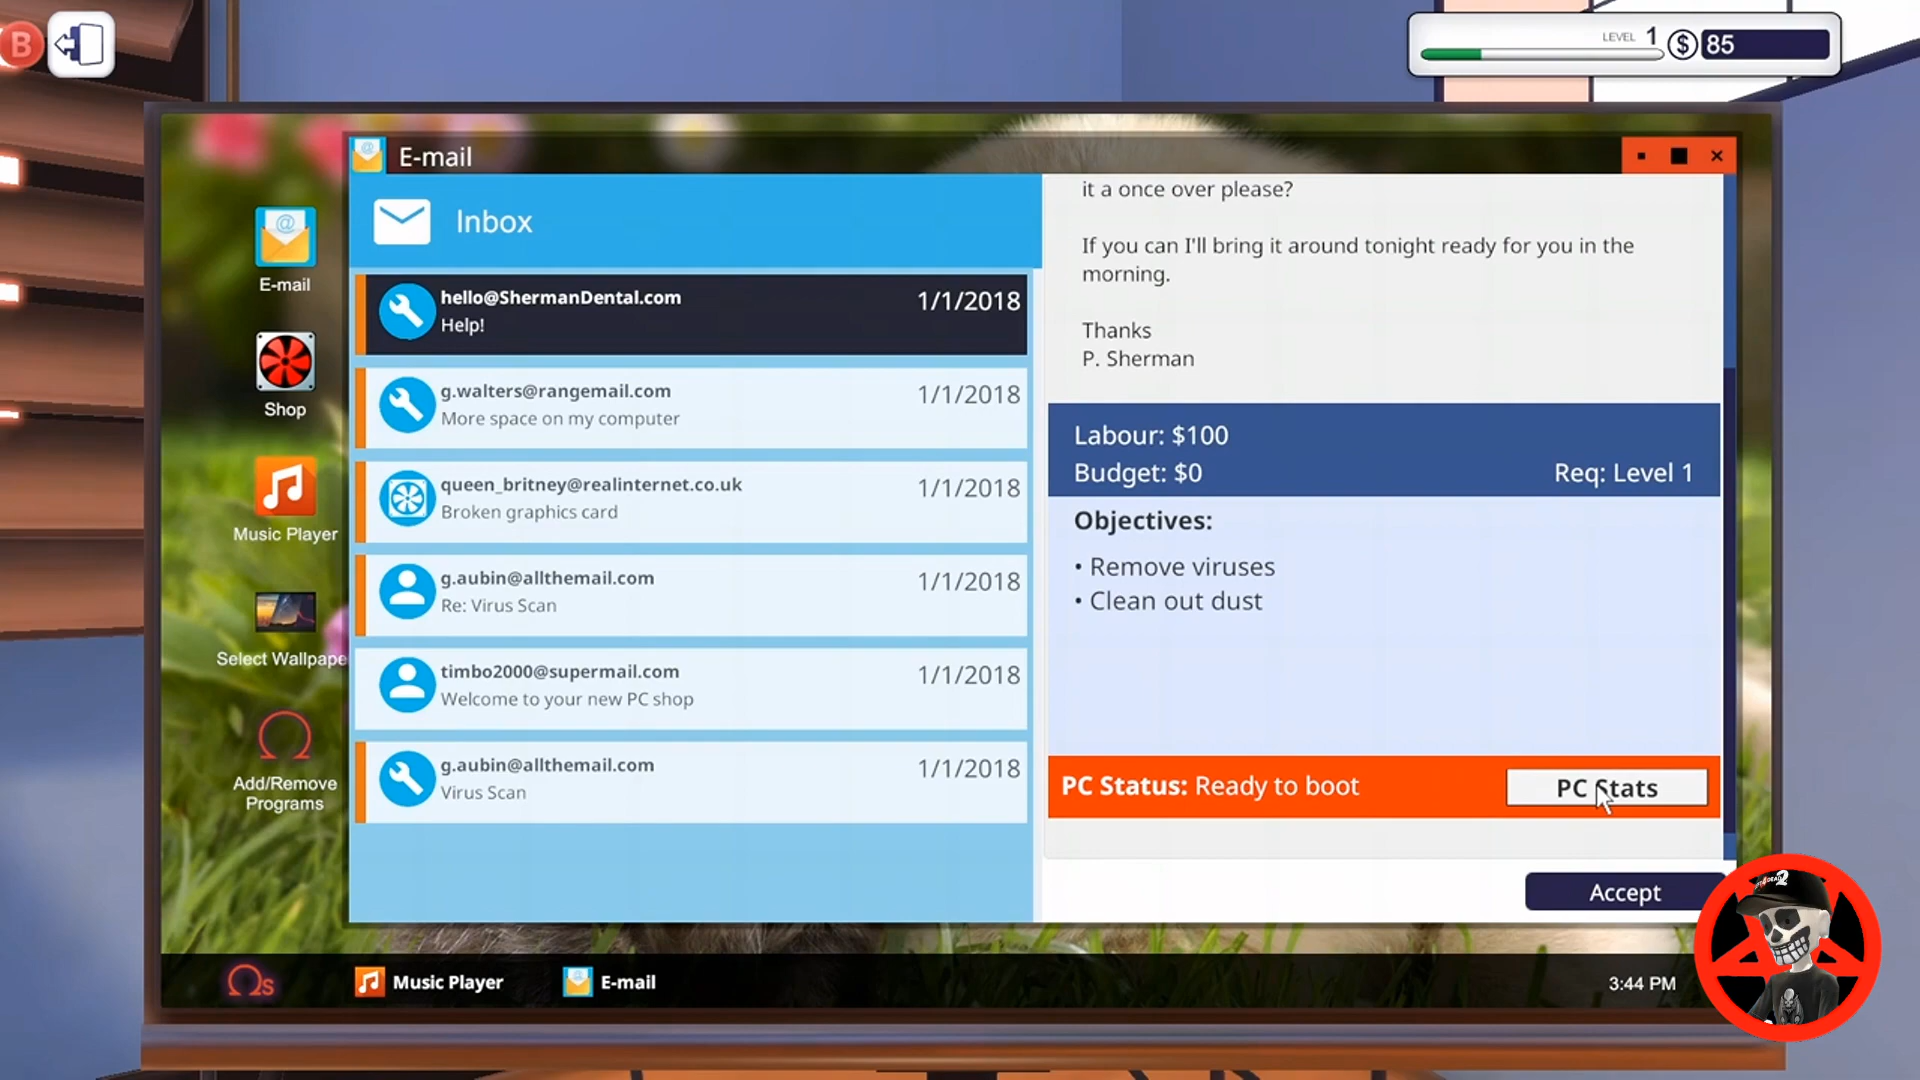 B
LEVEL 1
$ 85
E-mail
Inbox
hello@ShermanDental.com 1/1/2018
Help!
g.walters@rangemail.com 1/1/2018
More space on my computer
queen_britney@realinternet.co.uk 1/1/2018
Broken graphics card
g.aubin@allthemail.com 1/1/2018
Re: Virus Scan
timbo2000@supermail.com 1/1/2018
Welcome to your new PC shop
g.aubin@allthemail.com 1/1/2018
Virus Scan
it a once over please?
If you can I'll bring it around tonight ready for you in the
morning.
Thanks
P. Sherman
Labour: $100
Budget: $0 Req: Level 1
Objectives:
• Remove viruses
• Clean out dust
PC Status: Ready to boot PC Stats
Accept
E-mail
Shop
Music Player
Select Wallpape
Add/Remove
Programs
Ωs Music Player E-mail 3:44 PM